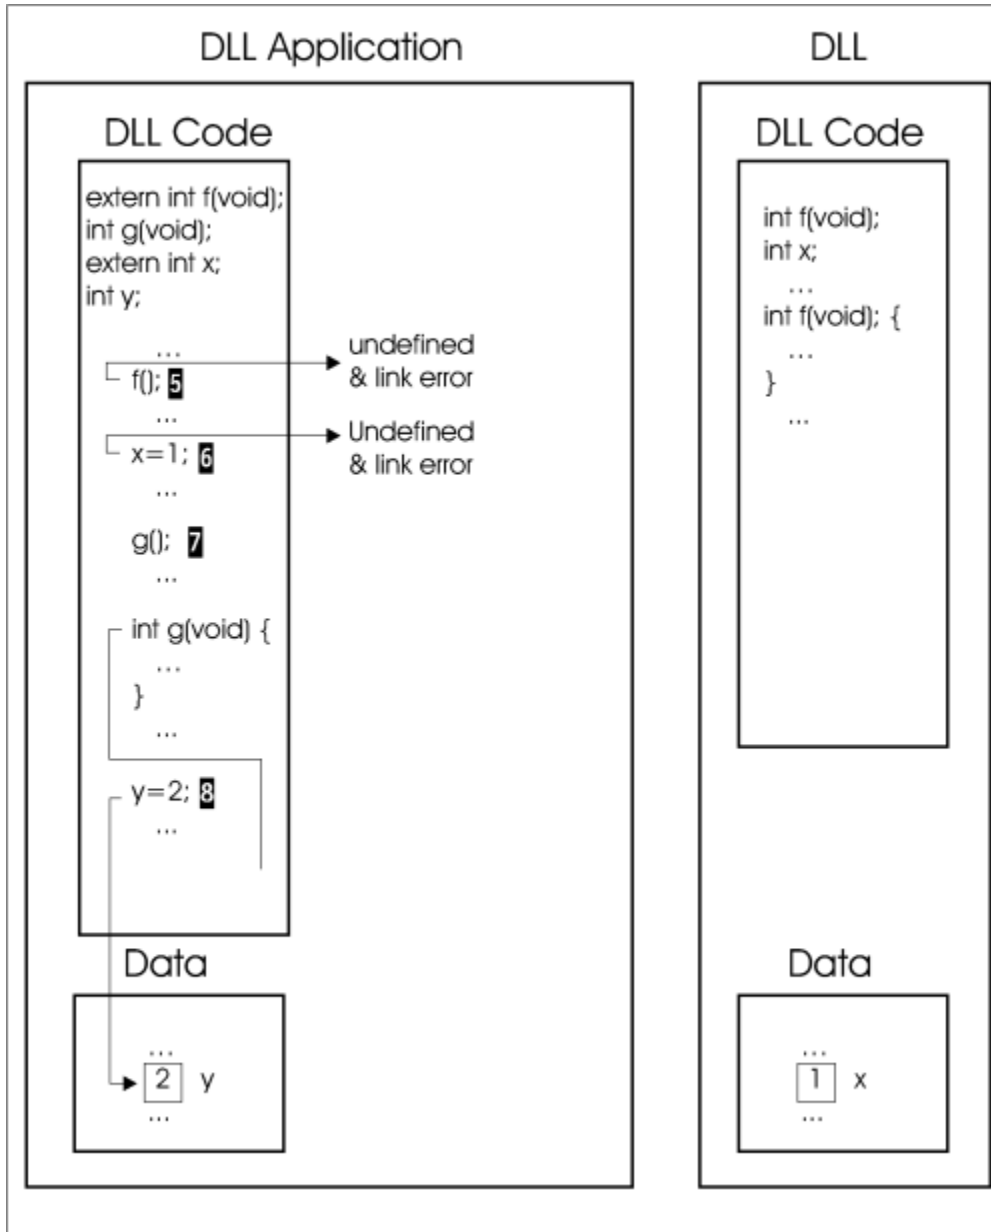 DLL Application
DLL Code
extern int f(void);
int g(void);
extern int x;
int y;
...
f(); 5
...
x=1; 6
...
g(); 7
...
int g(void) {
...
}
...
y=2; 8
...
undefined
& link error
Undefined
& link error
Data
...
2 y
...
DLL
DLL Code
int f(void);
int x;
...
int f(void); {
...
}
...
Data
...
1 x
...